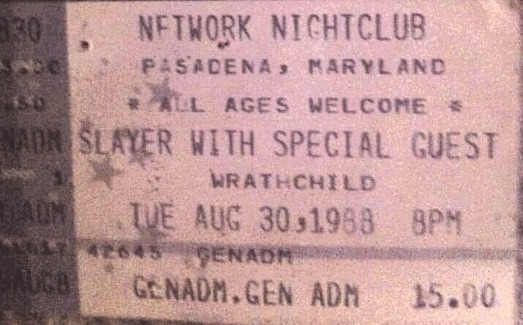 NETWORK NIGHTCLUB
PASADENA, MARYLAND
* ALL AGES WELCOME *
SLAYER WITH SPECIAL GUEST
WRATHCHILD
TUE AUG 30,1988 8PM
42645 GENADM
GENADM.GEN ADM 15.00